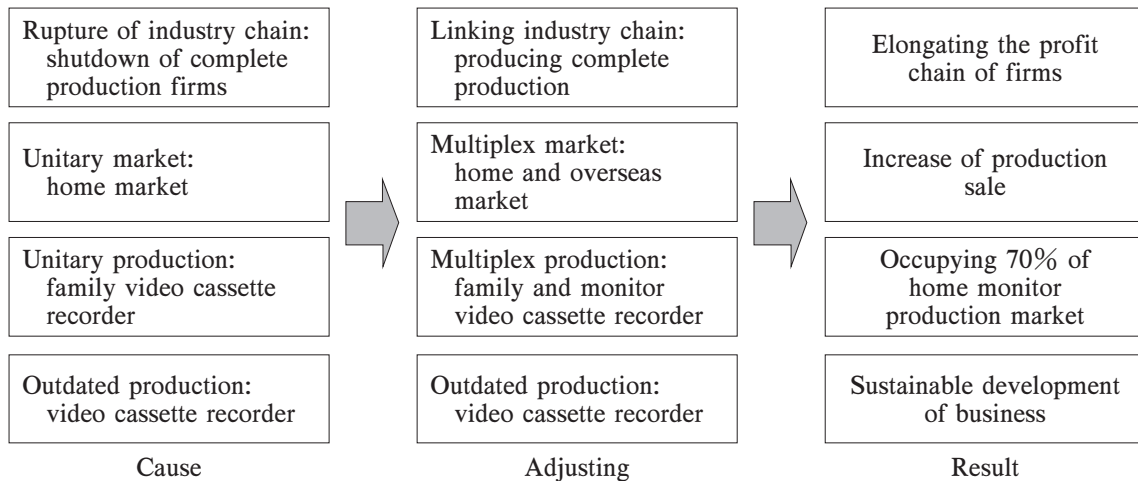 Rupture of industry chain:
shutdown of complete
production firms
Unitary market:
home market
Unitary production:
family video cassette
recorder
Outdated production:
video cassette recorder
Cause
Linking industry chain:
producing complete
production
Multiplex market:
home and overseas
market
Multiplex production:
family and monitor
video cassette recorder
Outdated production:
video cassette recorder
Adjusting
Elongating the profit
chain of firms
Increase of production
sale
Occupying 70% of
home monitor
production market
Sustainable development
of business
Result